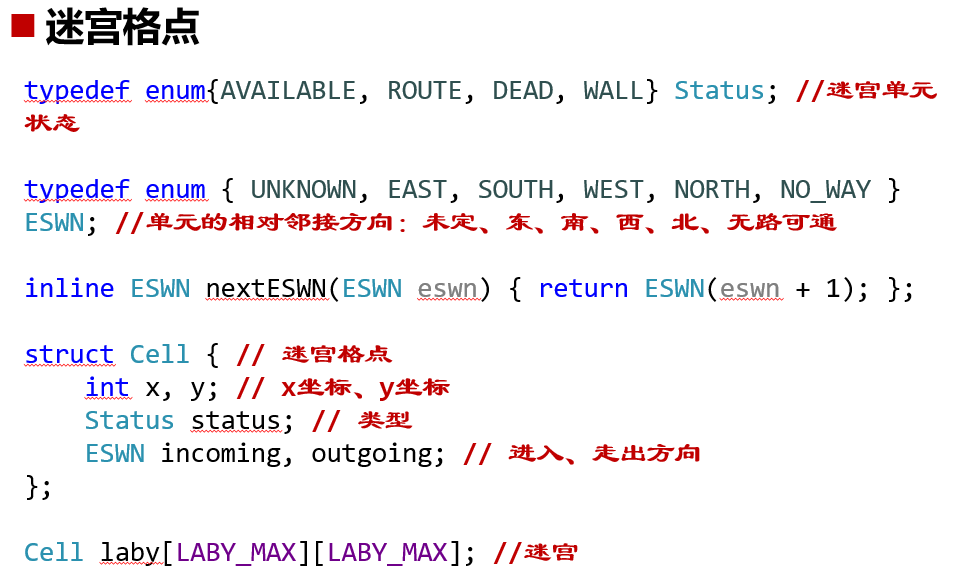 迷宫格点
typedef enum{AVAILABLE, ROUTE, DEAD, WALL} Status; //迷宫单元
状态
typedef enum { UNKNOWN, EAST, SOUTH, WEST, NORTH, NO_WAY }
ESWN; //单元的相对邻接方向：未定、东、南、西、北、无路可通
inline ESWN nextESWN(ESWN eswn) { return ESWN(eswn + 1); };
struct Cell { // 迷宫格点
    int x, y; // x坐标、y坐标
    Status status; // 类型
    ESWN incoming, outgoing; // 进入、走出方向
};
Cell laby[LABY_MAX][LABY_MAX]; //迷宫